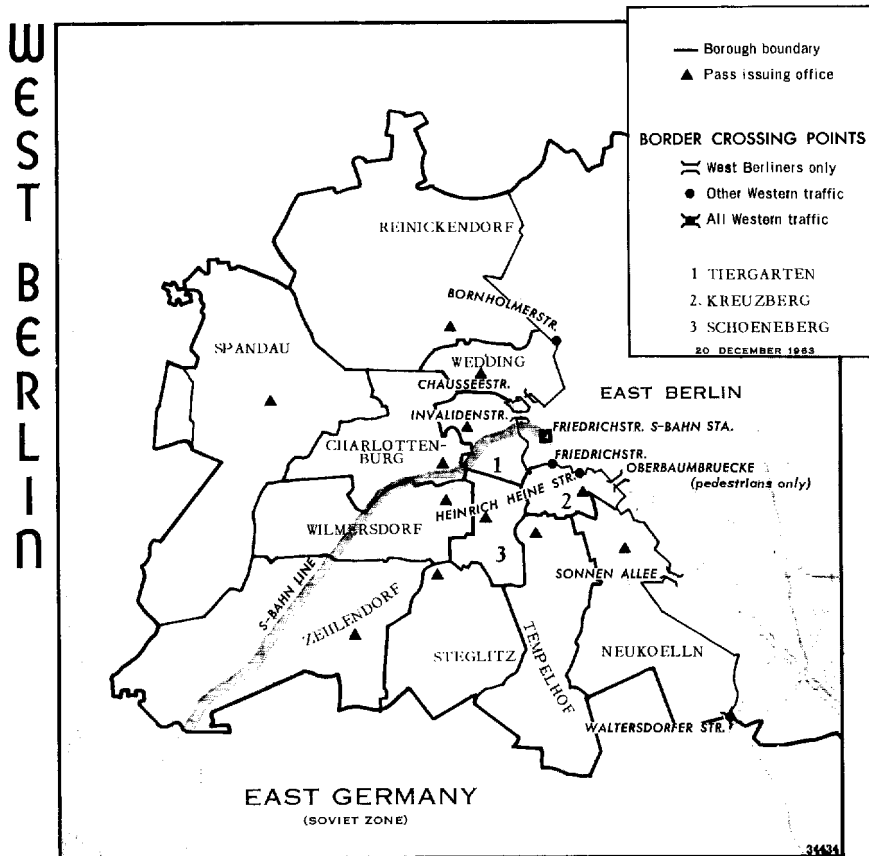 WEST BERLIN
Borough boundary
Pass issuing office
BORDER CROSSING POINTS
West Berliners only
Other Western traffic
All Western traffic
1 TIERGARTEN
2. KREUZBERG
3 SCHOENEBERG
20 DECEMBER 1963
REINICKENDORF
BORNHOLMERSTR.
SPANDAU
WEDDING
CHAUSSEESTR.
EAST BERLIN
INVALIDENSTR.
FRIEDRICHSTR. S-BAHN STA.
CHARLOTTEN-
BURG
1
FRIEDRICHSTR.
OBERBAUMBRUECKE
(pedestrians only)
HEINRICH HEINE STR.
2
WILMERSDORF
3
SONNEN ALLEE
S-BAHN LINE
ZEHLENDORF
STEGLITZ
TEMPELHOF
NEUKOELLN
WALTERSDORFER STR.
EAST GERMANY
(SOVIET ZONE)
34434